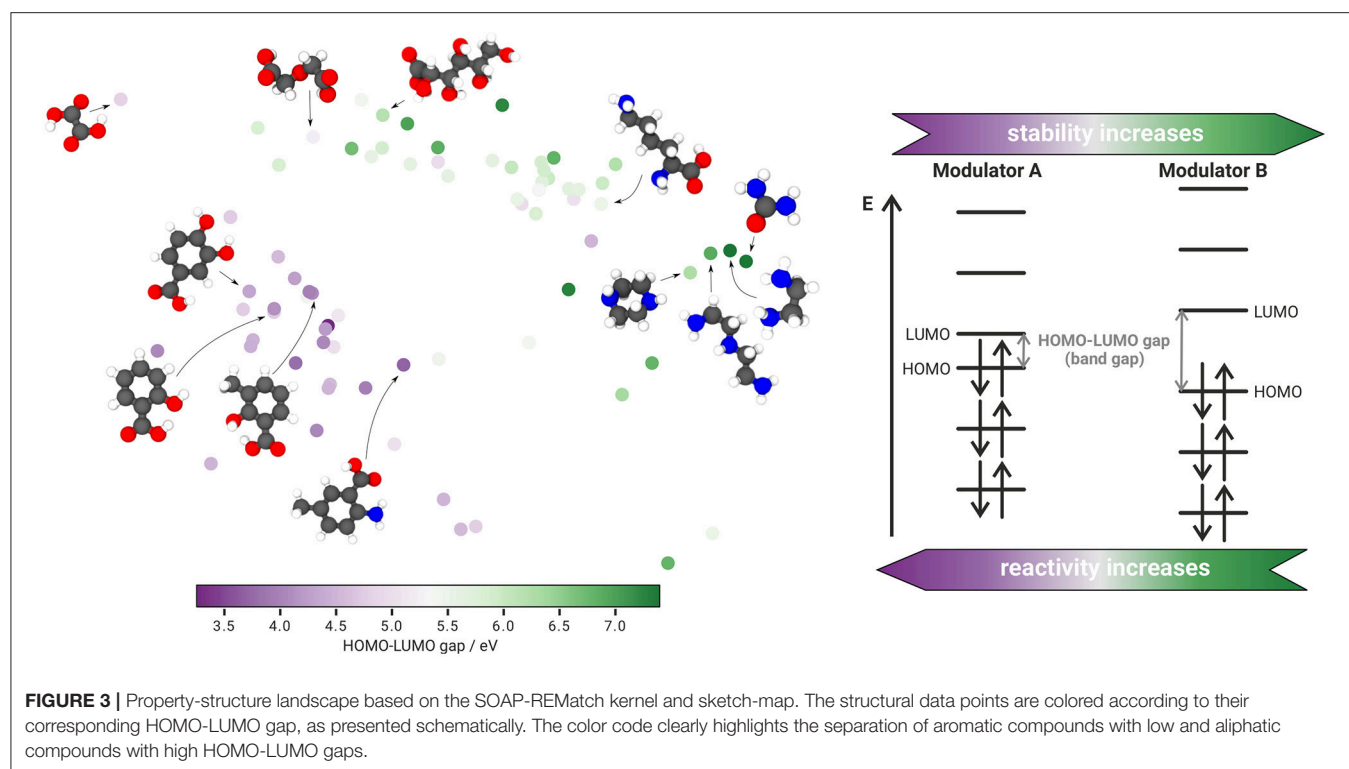 stability increases
Modulator A
Modulator B
E
LUMO
HOMO
HOMO-LUMO gap
(band gap)
LUMO
HOMO
reactivity increases
3.5 4.0 4.5 5.0 5.5 6.0 6.5 7.0
HOMO-LUMO gap / eV
FIGURE 3 | Property-structure landscape based on the SOAP-REMatch kernel and sketch-map. The structural data points are colored according to their
corresponding HOMO-LUMO gap, as presented schematically. The color code clearly highlights the separation of aromatic compounds with low and aliphatic
compounds with high HOMO-LUMO gaps.